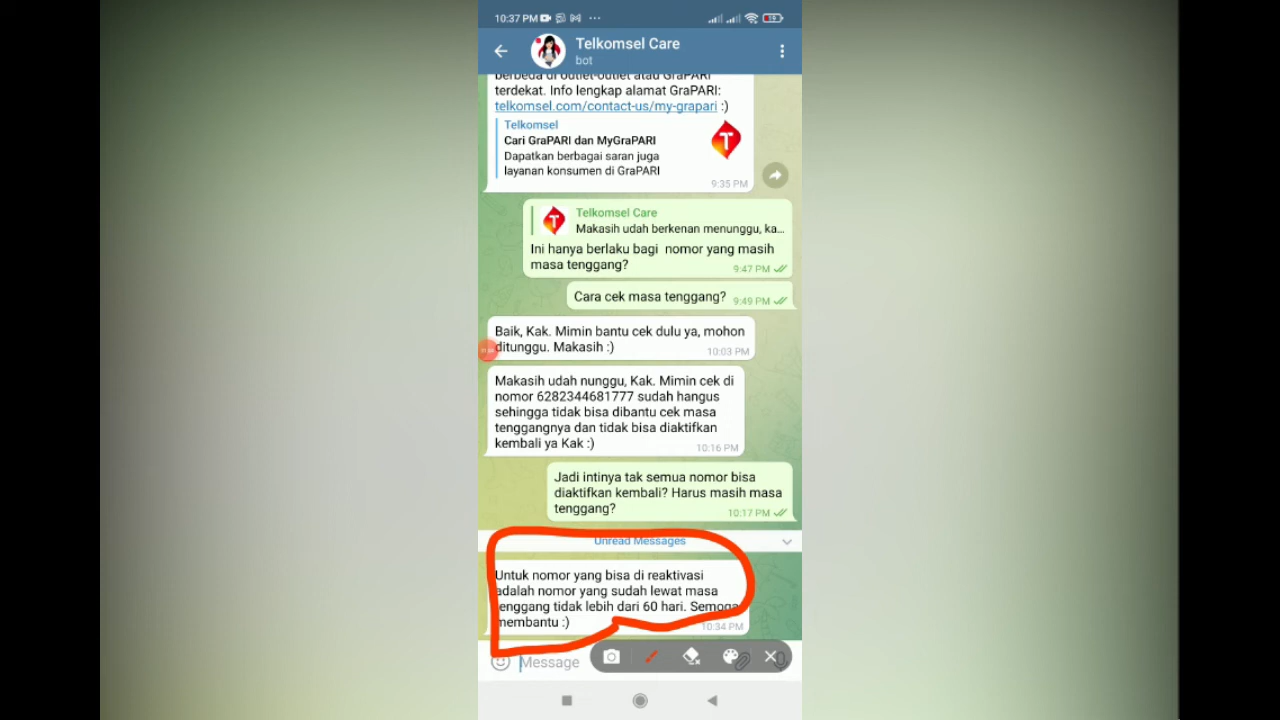 10:37 PM
Telkomsel Care
bot
berbeda di outlet-outlet atau GraPARI
terdekat. Info lengkap alamat GraPARI:
telkomsel.com/contact-us/my-grapari :)
Telkomsel
Cari GraPARI dan MyGraPARI
Dapatkan berbagai saran juga
layanan konsumen di GraPARI
9:35 PM
Telkomsel Care
Makasih udah berkenan menunggu, ka...
Ini hanya berlaku bagi nomor yang masih
masa tenggang?
9:47 PM
Cara cek masa tenggang?
9:49 PM
Baik, Kak. Mimin bantu cek dulu ya, mohon
ditunggu. Makasih :)
10:03 PM
Makasih udah nunggu, Kak. Mimin cek di
nomor 6282344681777 sudah hangus
sehingga tidak bisa dibantu cek masa
tenggangnya dan tidak bisa diaktifkan
kembali ya Kak :)
10:16 PM
Jadi intinya tak semua nomor bisa
diaktifkan kembali? Harus masih masa
tenggang?
10:17 PM
Unread Messages
Untuk nomor yang bisa di reaktivasi
adalah nomor yang sudah lewat masa
tenggang tidak lebih dari 60 hari. Semoga
membantu :)
10:34 PM
Message